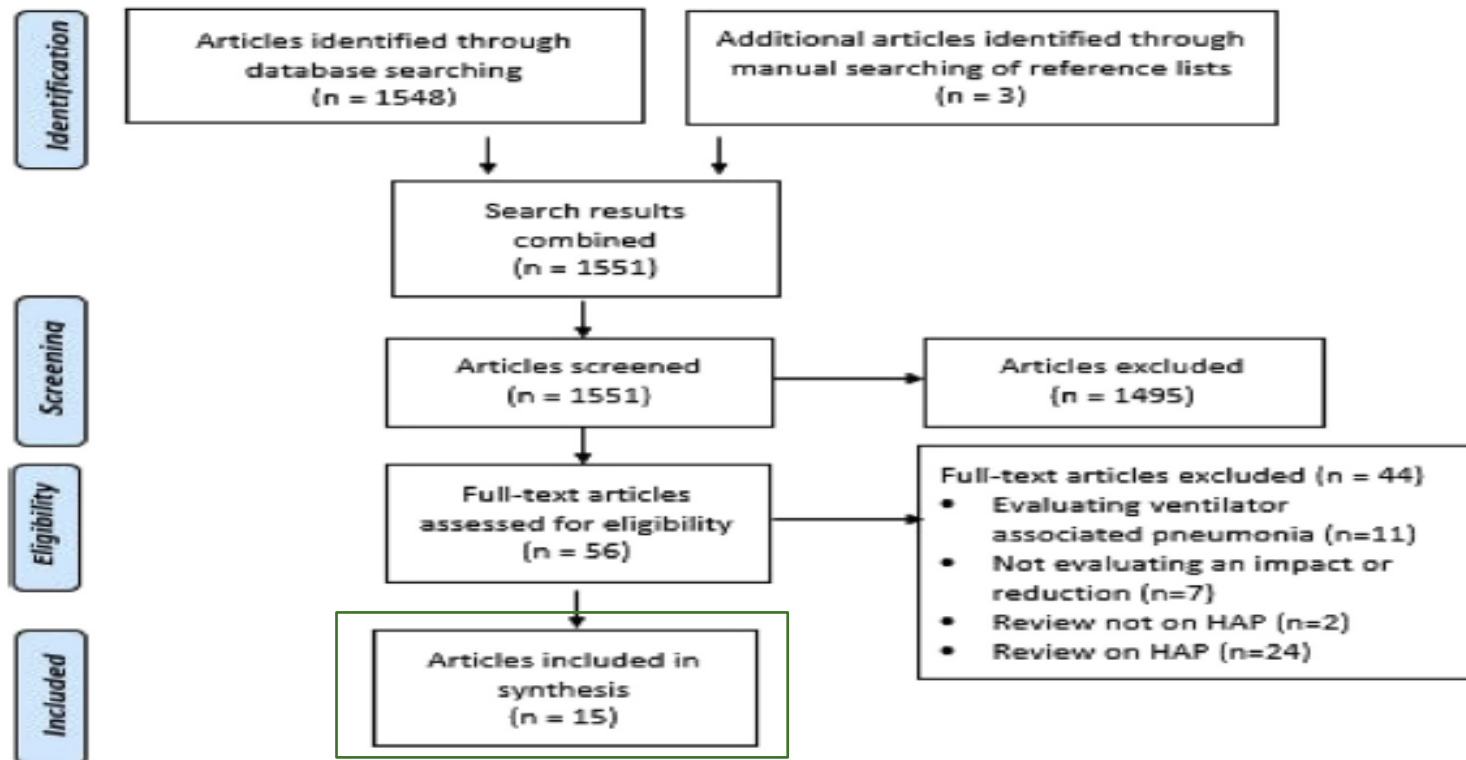 Identification
Articles identified through
database searching
(n = 1548)
Additional articles identified through
manual searching of reference lists
(n = 3)
Search results
combined
(n = 1551)
Screening
Articles screened
(n = 1551)
Articles excluded
(n = 1495)
Eligibility
Full-text articles
assessed for eligibility
(n = 56)
Full-text articles excluded (n = 44)
• Evaluating ventilator
associated pneumonia (n=11)
• Not evaluating an impact or
reduction (n=7)
• Review not on HAP (n=2)
• Review on HAP (n=24)
Included
Articles included in
synthesis
(n = 15)